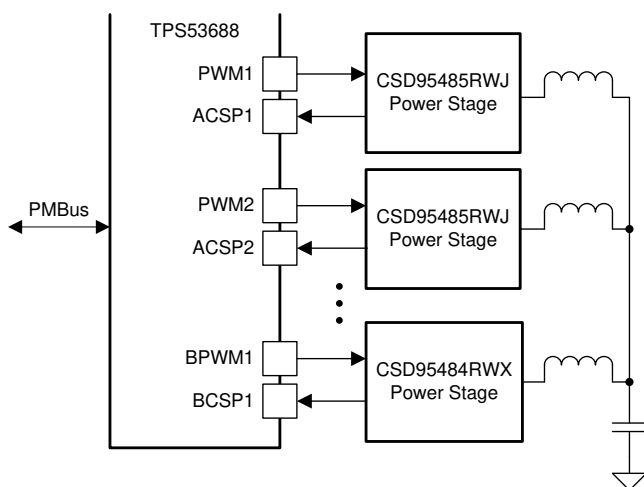 TPS53688
PWM1
CSD95485RWJ
Power Stage
ACSP1
PMBus
PWM2
CSD95485RWJ
Power Stage
ACSP2
BPWM1
CSD95484RWX
Power Stage
BCSP1